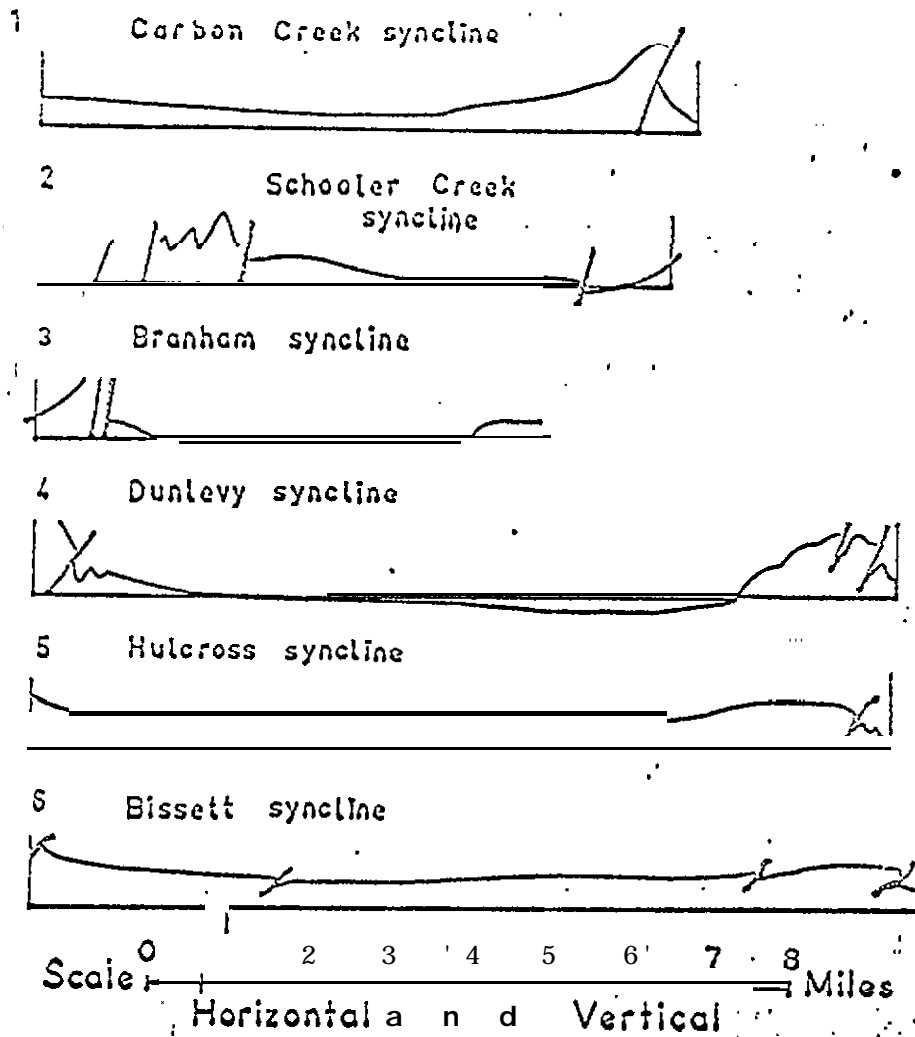 1
Carbon Creek syncline
2
Schooler Creek
syncline
3
Branham syncline
4
Dunlevy syncline
5
Hulcross syncline
6
Bissett syncline
0 1 2 3 4 5 6 7 8
Scale Miles
Horizontal and Vertical